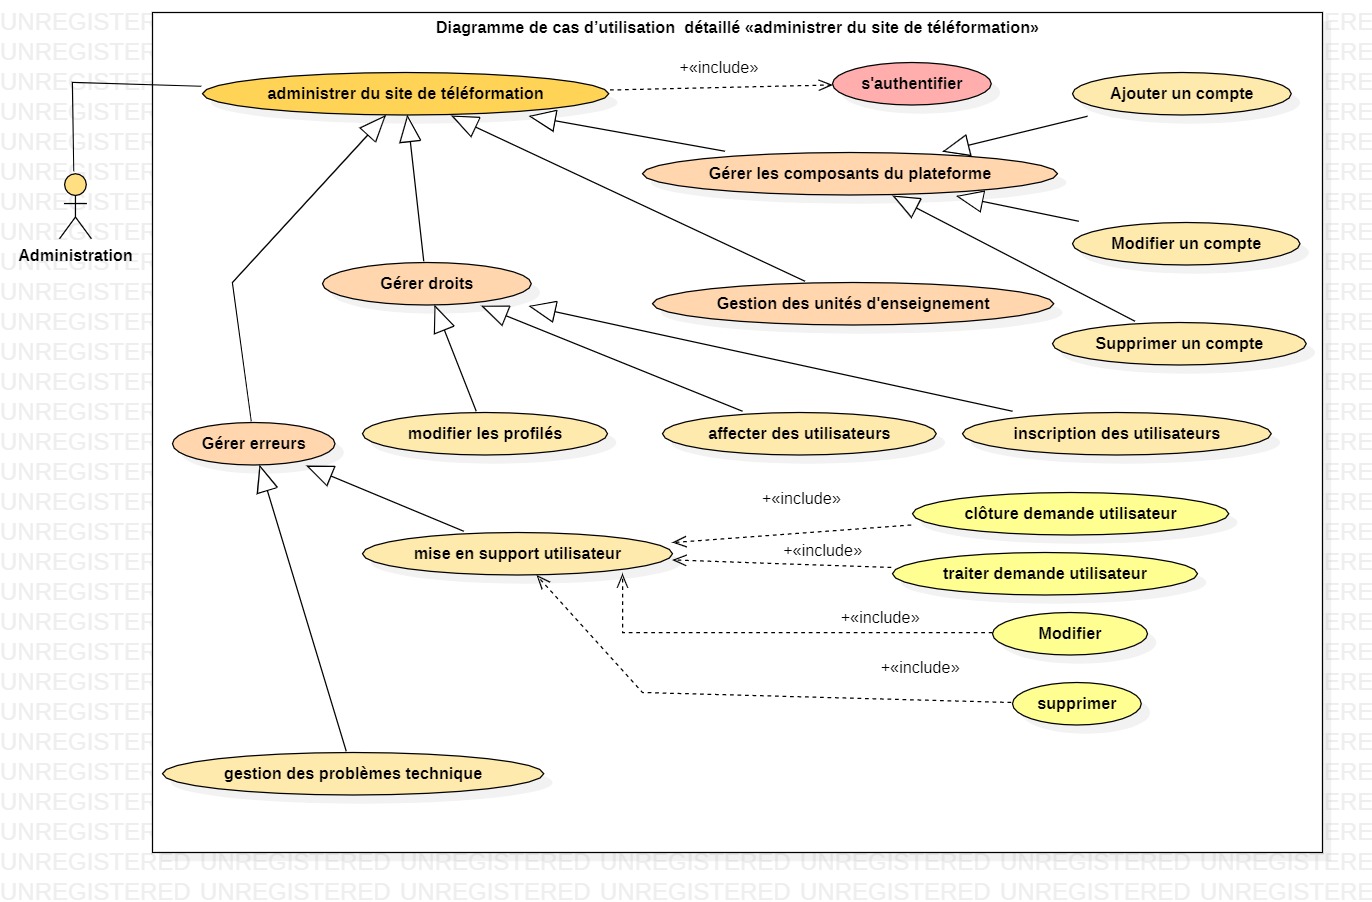 Diagramme de cas d’utilisation  détaillé «administrer du site de téléformation»
+«include»
administrer du site de téléformation
s'authentifier
Ajouter un compte
Gérer les composants du plateforme
Administration
Modifier un compte
Gérer droits
Gestion des unités d'enseignement
Supprimer un compte
Gérer erreurs
modifier les profilés
affecter des utilisateurs
inscription des utilisateurs
+«include»
clôture demande utilisateur
mise en support utilisateur
+«include»
traiter demande utilisateur
+«include»
Modifier
+«include»
supprimer
gestion des problèmes technique
UNREGISTERED UNREGISTERED UNREGISTERED UNREGISTERED UNREGISTERED UNREGISTERED UNREGISTERED
UNREGISTERED UNREGISTERED UNREGISTERED UNREGISTERED UNREGISTERED UNREGISTERED UNREGISTERED